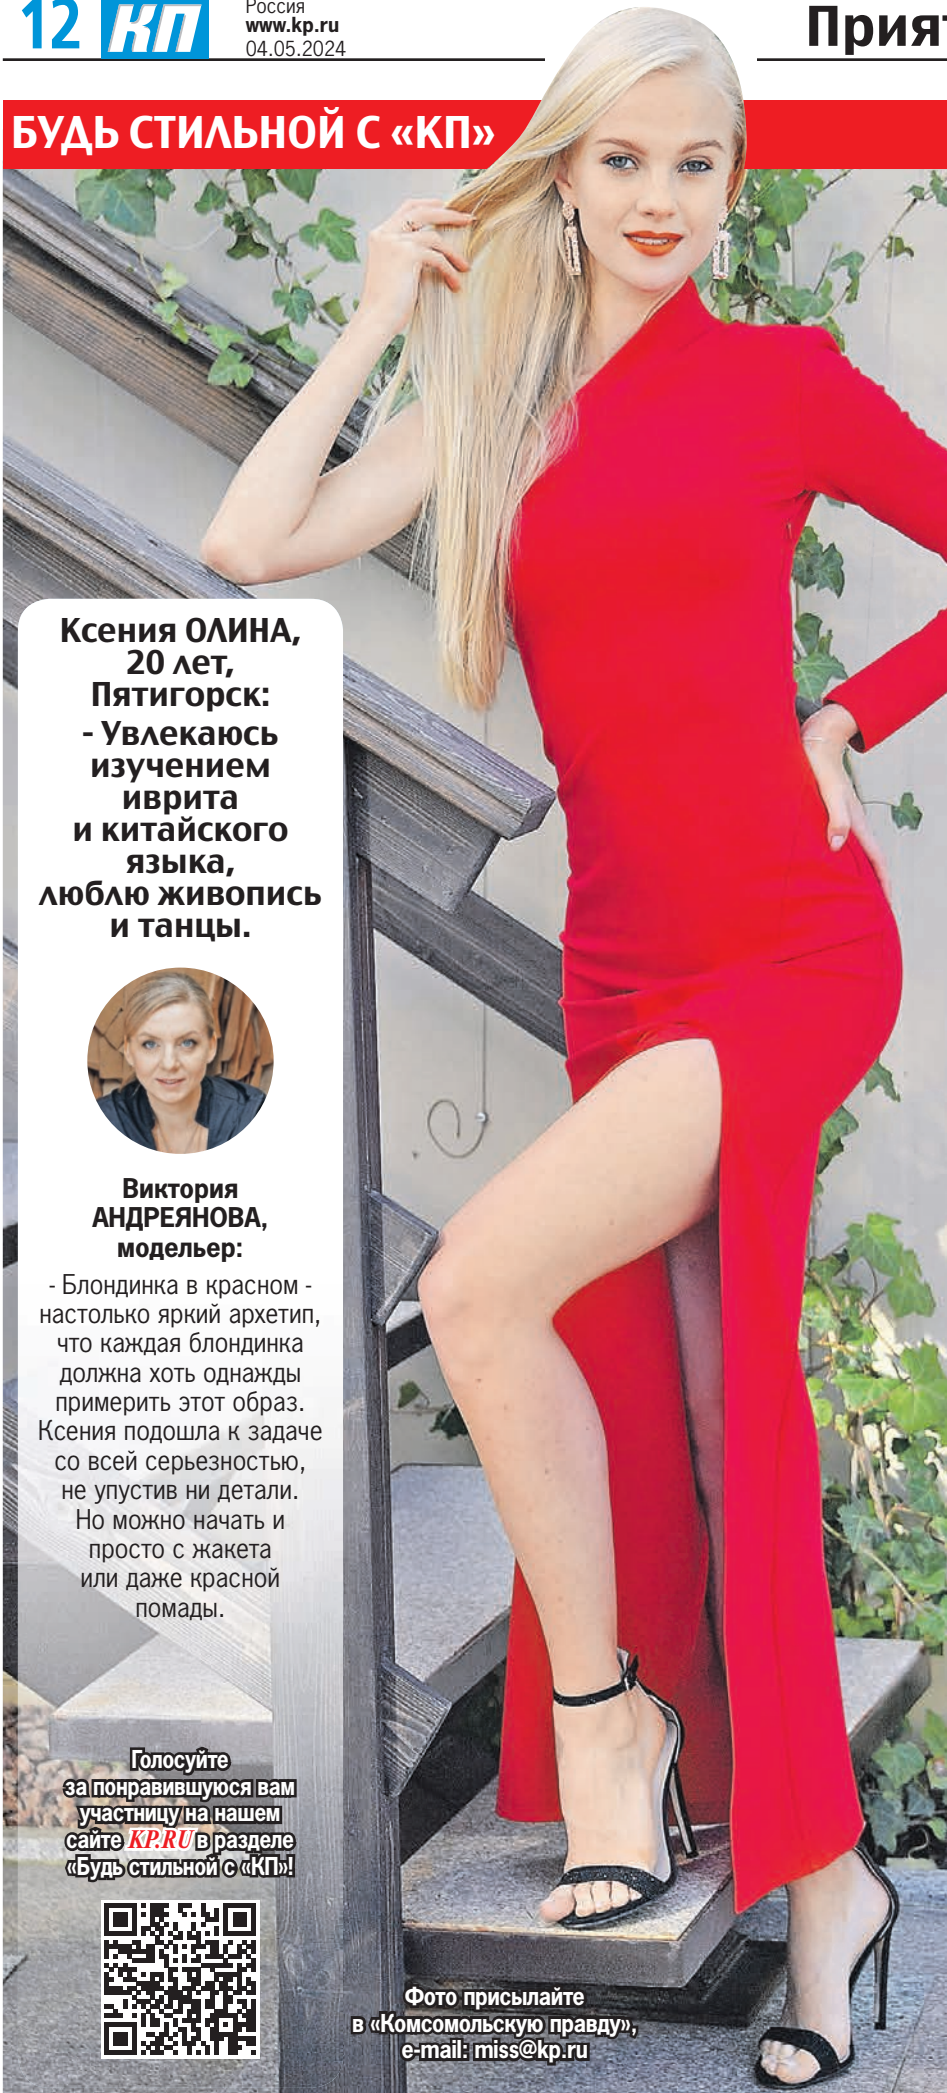 12
КП
Россия
www.kp.ru
04.05.2024
БУДЬ СТИЛЬНОЙ С «КП»
Ксения ОЛИНА,
20 лет,
Пятигорск:
- Увлекаюсь
изучением
иврита
и китайского
языка,
люблю живопись
и танцы.
Виктория
АНДРЕЯНОВА,
модельер:
- Блондинка в красном -
настолько яркий архетип,
что каждая блондинка
должна хоть однажды
примерить этот образ.
Ксения подошла к задаче
со всей серьезностью,
не упустив ни детали.
Но можно начать и
просто с жакета
или даже красной
помады.
Голосуйте
за понравившуюся вам
участницу на нашем
сайте KP.RU в разделе
«Будь стильной с «КП»!
Фото присылайте
в «Комсомольскую правду»,
e-mail: miss@kp.ru